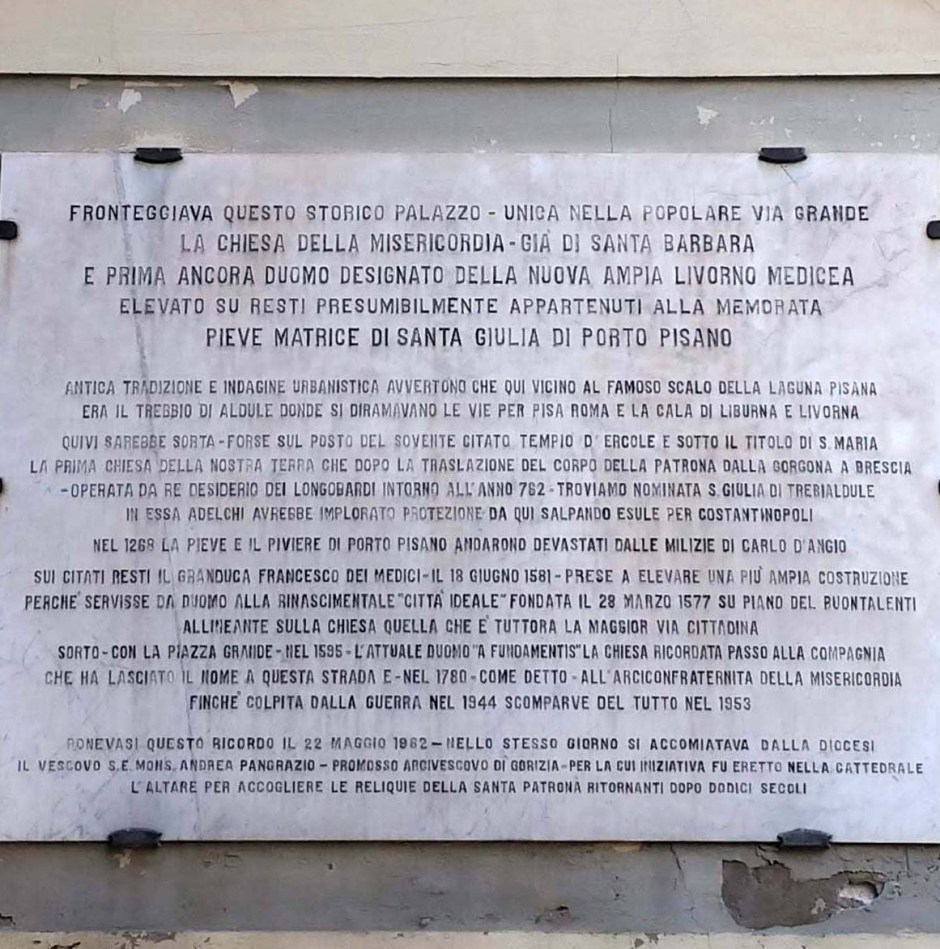 FRONTEGGIAVA QUESTO STORICO PALAZZO - UNICA NELLA POPOLARE VIA GRANDE
LA CHIESA DELLA MISERICORDIA - GIÀ DI SANTA BARBARA
E PRIMA ANCORA DUOMO DESIGNATO DELLA NUOVA AMPIA LIVORNO MEDICEA
ELEVATO SU RESTI PRESUMIBILMENTE APPARTENUTI ALLA MEMORATA
PIEVE MATRICE DI SANTA GIULIA DI PORTO PISANO
ANTICA TRADIZIONE E INDAGINE URBANISTICA AVVERTONO CHE QUI VICINO AL FAMOSO SCALO DELLA LAGUNA PISANA
ERA IL TREBBIO DI ALDULE DONDE SI DIRAMAVANO LE VIE PER PISA ROMA E LA CALA DI LIBURNA E LIVORNA
QUIVI SAREBBE SORTA - FORSE SUL POSTO DEL SOVENTE CITATO TEMPIO D'ERCOLE E SOTTO IL TITOLO DI S. MARIA
LA PRIMA CHIESA DELLA NOSTRA TERRA CHE DOPO LA TRASLAZIONE DEL CORPO DELLA PATRONA DALLA GORGONA A BRESCIA
- OPERATA DA RE DESIDERIO DEI LONGOBARDI INTORNO ALL'ANNO 762 - TROVIAMO NOMINATA S. GIULIA DI TREBIALDULE
IN ESSA ADELCHI AVREBBE IMPLORATO PROTEZIONE DA QUI SALPANDO ESULE PER COSTANTINOPOLI
NEL 1268 LA PIEVE E IL PIVIERE DI PORTO PISANO ANDARONO DEVASTATI DALLE MILIZIE DI CARLO D'ANGIO
SUI CITATI RESTI IL GRANDUCA FRANCESCO DEI MEDICI - IL 18 GIUGNO 1581 - PRESE A ELEVARE UNA PIU' AMPIA COSTRUZIONE
PERCHE' SERVISSE DA DUOMO ALLA RINASCIMENTALE "CITTA' IDEALE" FONDATA IL 28 MARZO 1577 SU PIANO DEL BUONTALENTI
ALLINEANTE SULLA CHIESA QUELLA CHE E' TUTTORA LA MAGGIOR VIA CITTADINA
SORTO - CON LA PIAZZA GRANDE - NEL 1595 - L'ATTUALE DUOMO "A FUNDAMENTIS" LA CHIESA RICORDATA PASSO ALLA COMPAGNIA
CHE HA LASCIATO IL NOME A QUESTA STRADA E - NEL 1780 - COME DETTO - ALL'ARCICONFRATERNITA DELLA MISERICORDIA
FINCHE' COLPITA DALLA GUERRA NEL 1944 SCOMPARVE DEL TUTTO NEL 1953
PONEVASI QUESTO RICORDO IL 22 MAGGIO 1962 - NELLO STESSO GIORNO SI ACCOMIATAVA DALLA DIOCESI
IL VESCOVO S.E. MONS. ANDREA PANGRAZIO - PROMOSSO ARCIVESCOVO DI GORIZIA - PER LA CUI INIZIATIVA FU ERETTO NELLA CATTEDRALE
L'ALTARE PER ACCOGLIERE LE RELIQUIE DELLA SANTA PATRONA RITORNANTI DOPO DODICI SECOLI